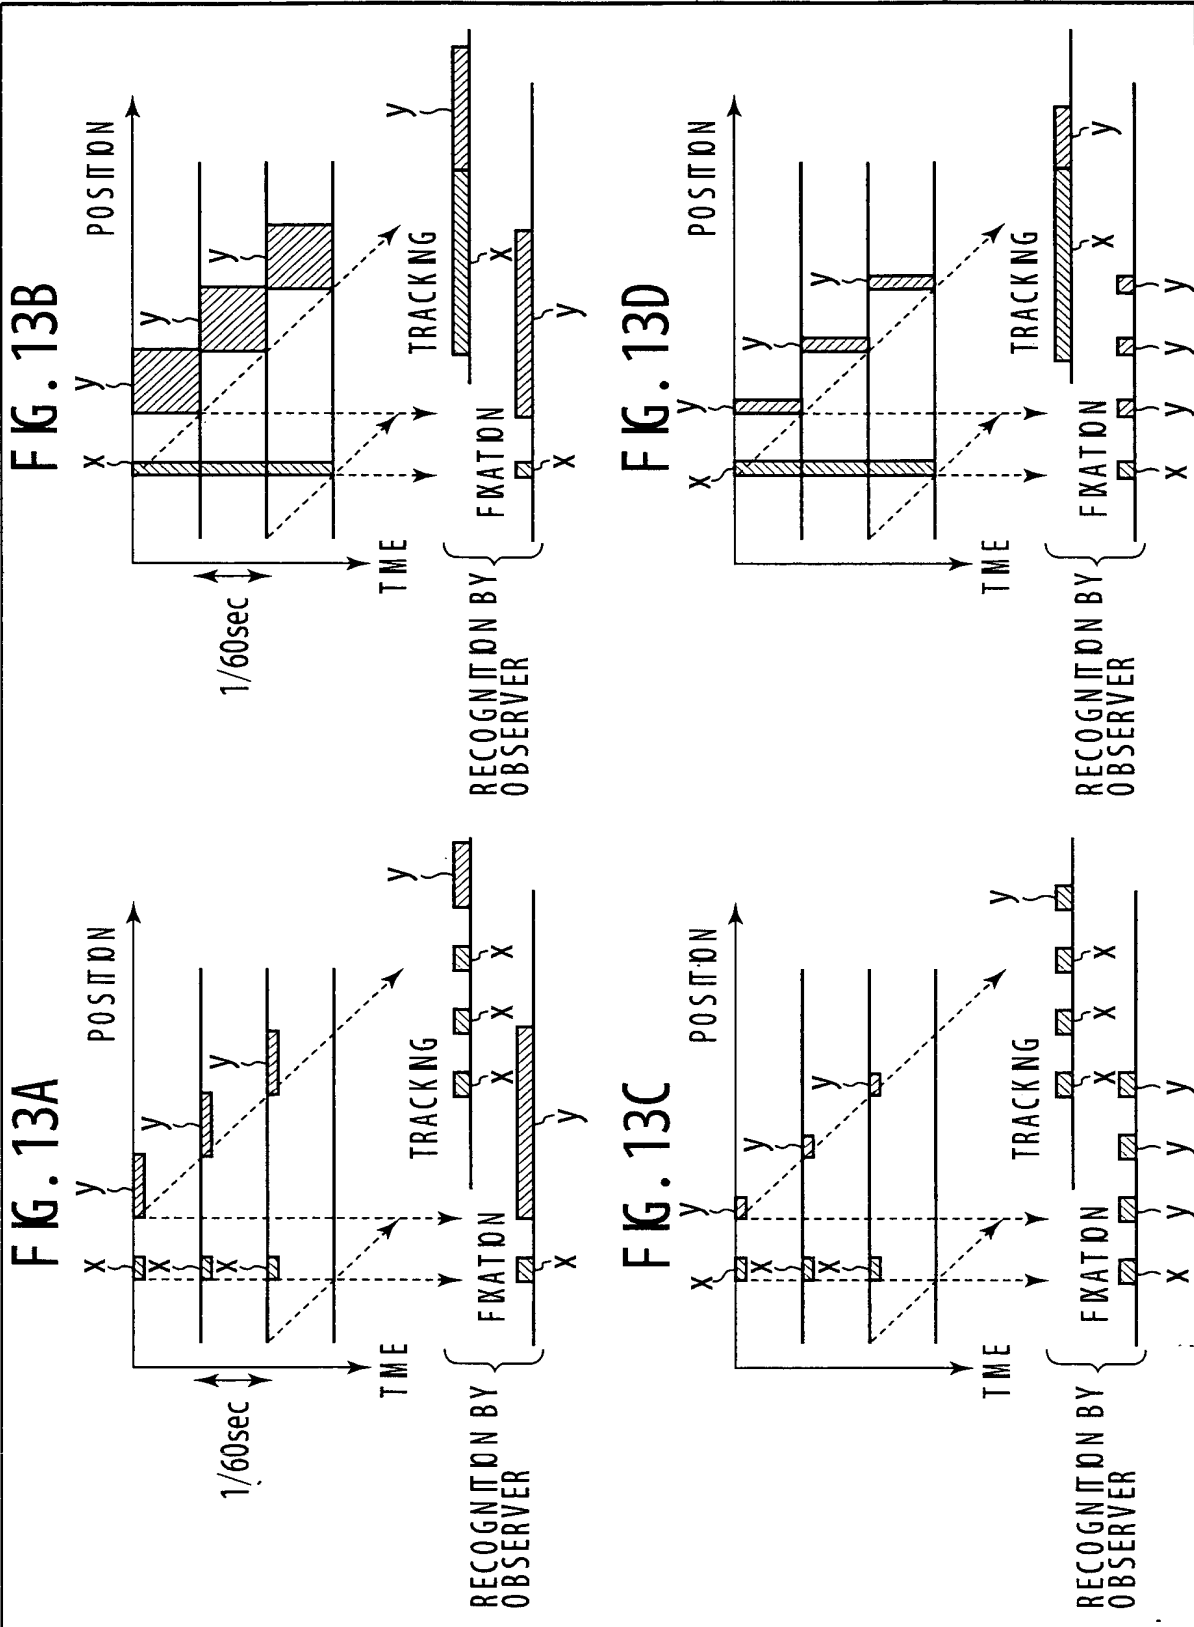 FIG. 13A
POSITION
y
y
y
x
x
x
1/60sec
TIME
TRACKING
y
x
x
x
FIXATION
y
x
RECOGNITION BY
OBSERVER
FIG. 13B
POSITION
y
y
y
x
1/60sec
TIME
TRACKING
y
x
FIXATION
y
x
RECOGNITION BY
OBSERVER
FIG. 13C
POSITION
y
y
y
x
x
x
TIME
TRACKING
y
x
x
x
FIXATION
y
y
y
x
RECOGNITION BY
OBSERVER
FIG. 13D
POSITION
y
y
y
x
TIME
TRACKING
y
x
FIXATION
y
y
y
x
RECOGNITION BY
OBSERVER